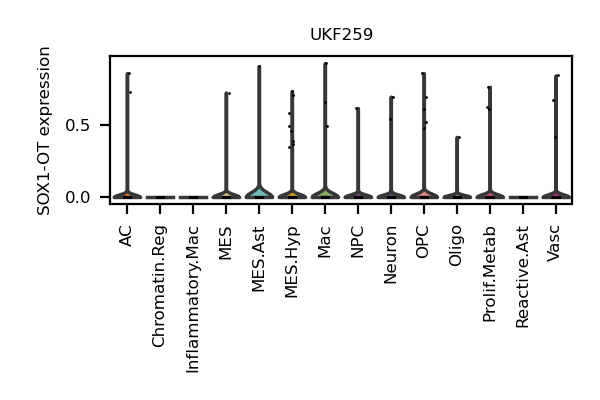 UKF259
SOX1-OT expression
0.5
0.0
AC
Chromatin.Reg
Inflammatory.Mac
MES
MES.Ast
MES.Hyp
Mac
NPC
Neuron
OPC
Oligo
Prolif.Metab
Reactive.Ast
Vasc